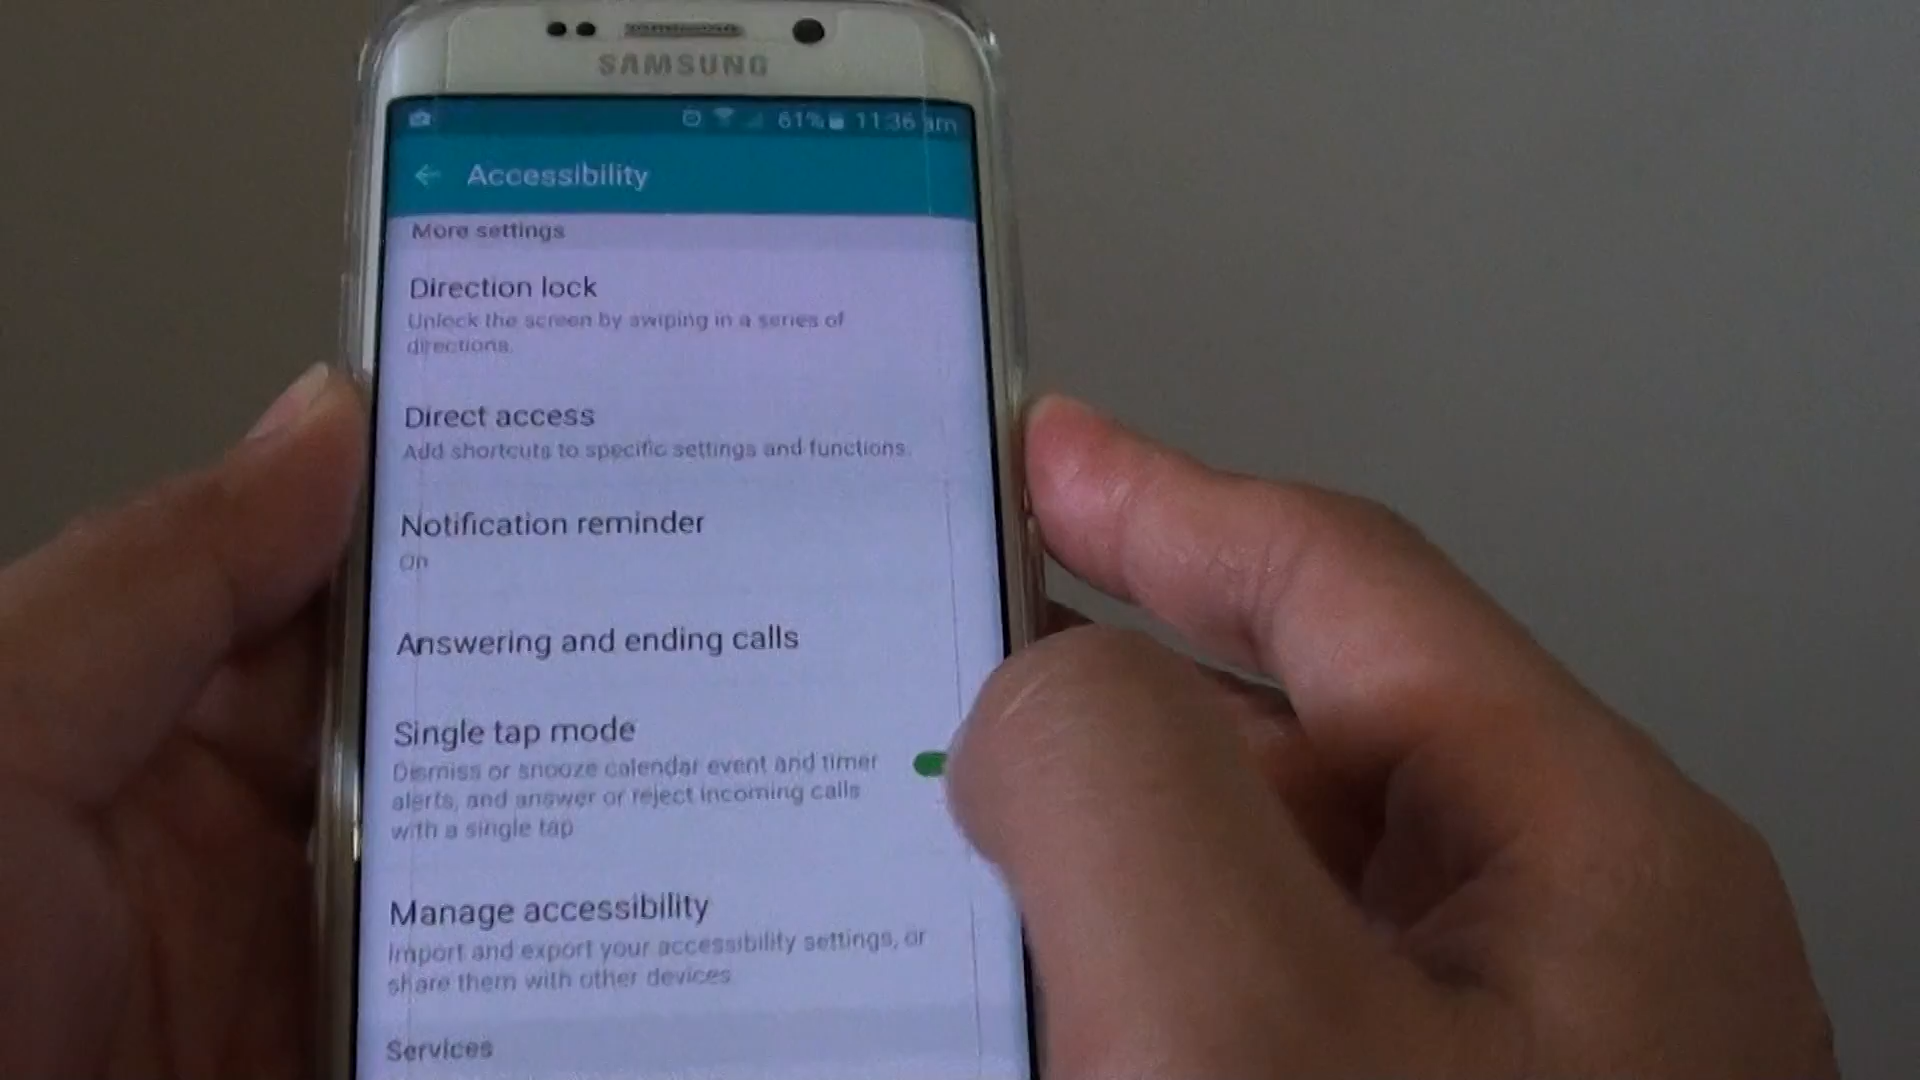 SAMSUNG
61% 11:36 am
Accessibility
More settings
Direction lock
Unlock the screen by swiping in a series of
directions.
Direct access
Add shortcuts to specific settings and functions.
Notification reminder
On
Answering and ending calls
Single tap mode
Dismiss or snooze calendar event and timer
alerts, and answer or reject incoming calls
with a single tap
Manage accessibility
Import and export your accessibility settings, or
share them with other devices
Services